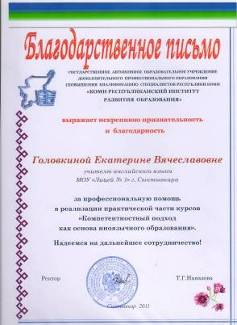 Благодарственное письмо
ГОСУДАРСТВЕННОЕ АВТОНОМНОЕ ОБРАЗОВАТЕЛЬНОЕ УЧРЕЖДЕНИЕ
ДОПОЛНИТЕЛЬНОГО ПРОФЕССИОНАЛЬНОГО ОБРАЗОВАНИЯ
(ПОВЫШЕНИЯ КВАЛИФИКАЦИИ) СПЕЦИАЛИСТОВ РЕСПУБЛИКИ КОМИ
«КОМИ РЕСПУБЛИКАНСКИЙ ИНСТИТУТ
РАЗВИТИЯ ОБРАЗОВАНИЯ»
выражает искреннюю признательность
и благодарность
Головкиной Екатерине Вячеславовне
учителю английского языка
МОУ «Лицей № 1» г. Сыктывкара
за профессиональную помощь
в реализации практической части курсов
«Компетентностный подход
как основа иноязычного образования».
Надеемся на дальнейшее сотрудничество!
Ректор
Сыктывкар 2011